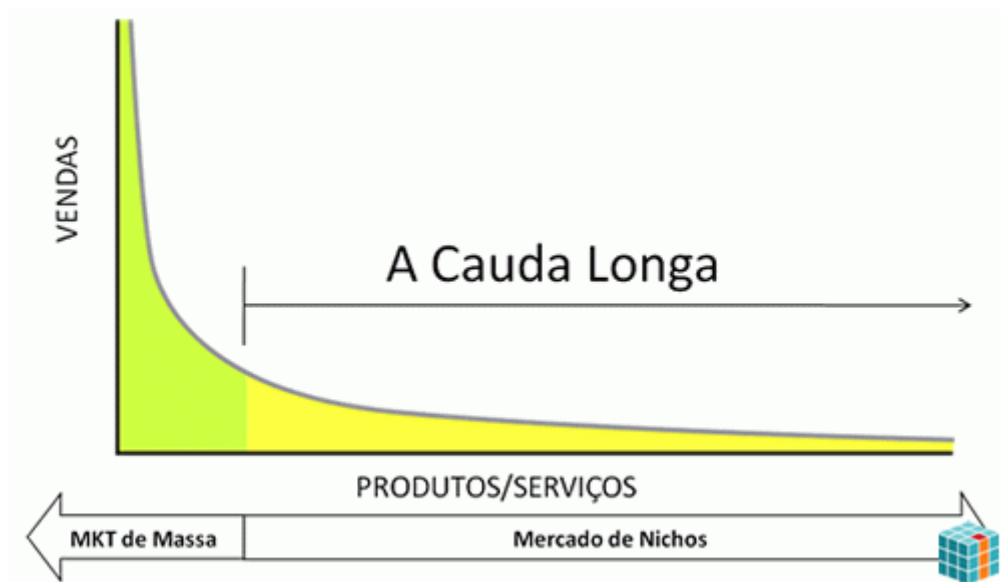 VENDAS
A Cauda Longa
PRODUTOS/SERVIÇOS
MKT de Massa
Mercado de Nichos